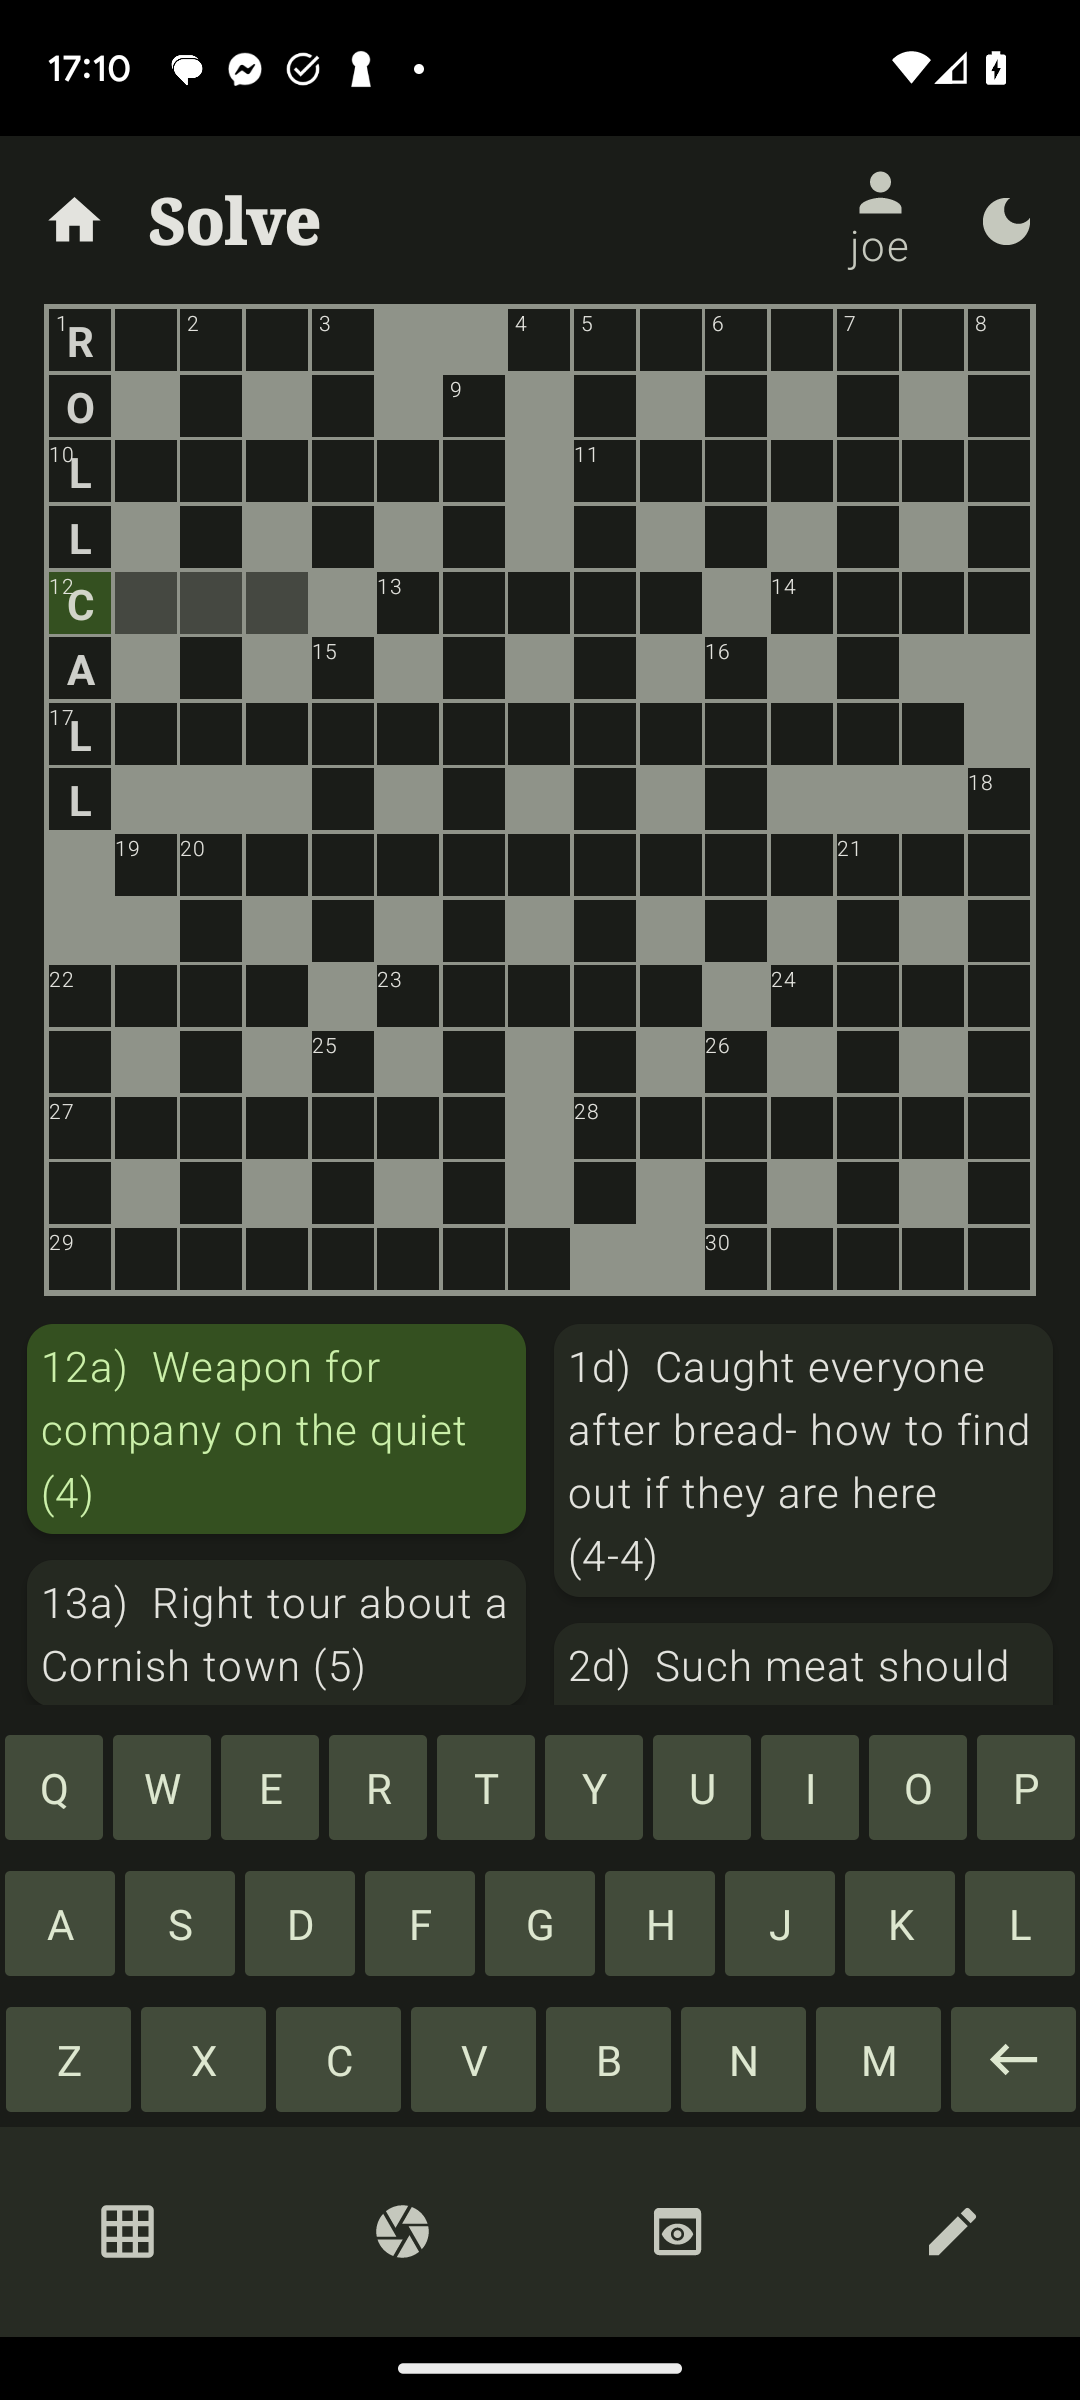 17:10
Solve
joe
1 R 2 3 4 5 6 7 8
O 9
10 L 11
L
12 C 13 14
A 15 16
17 L
L 18
19 20 21
22 23 24
25 26
27 28
29 30
12a) Weapon for
company on the quiet
(4)
13a) Right tour about a
Cornish town (5)
1d) Caught everyone
after bread- how to find
out if they are here
(4-4)
2d) Such meat should
Q W E R T Y U I O P
A S D F G H J K L
Z X C V B N M